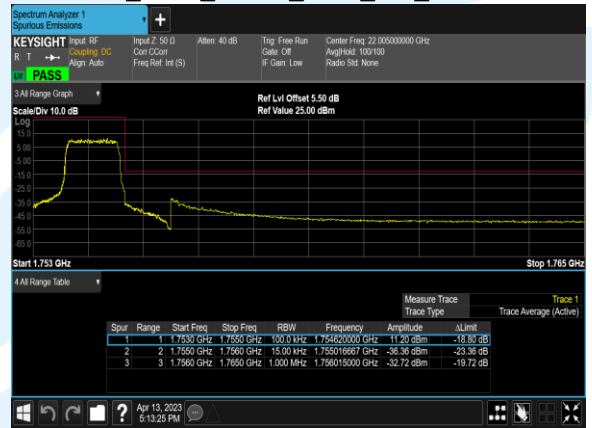 Spectrum Analyzer 1
Spurious Emissions
KEYSIGHT Input: RF Input Z: 50 Ω Atten: 40 dB Trig: Free Run Center Freq: 22.005000000 GHz
R T Coupling: DC Corr CCorr Gate: Off Avg|Hold: 100/100
Align: Auto Freq Ref: Int (S) IF Gain: Low Radio Std: None
PASS
3 All Range Graph
Ref Lvl Offset 5.50 dB
Scale/Div 10.0 dB Ref Value 25.00 dBm
Log
15.0
5.00
-5.00
-15.0
-25.0
-35.0
-45.0
-55.0
-65.0
Start 1.753 GHz Stop 1.765 GHz
4 All Range Table
Measure Trace Trace 1
Trace Type Trace Average (Active)
Spur Range Start Freq Stop Freq RBW Frequency Amplitude ΔLimit
1 1 1.7530 GHz 1.7550 GHz 100.0 kHz 1.754620000 GHz 11.20 dBm -18.80 dB
2 2 1.7550 GHz 1.7560 GHz 15.00 kHz 1.755016667 GHz -36.36 dBm -23.36 dB
3 3 1.7560 GHz 1.7650 GHz 1.000 MHz 1.756015000 GHz -32.72 dBm -19.72 dB
Apr 13, 2023
5:13:25 PM